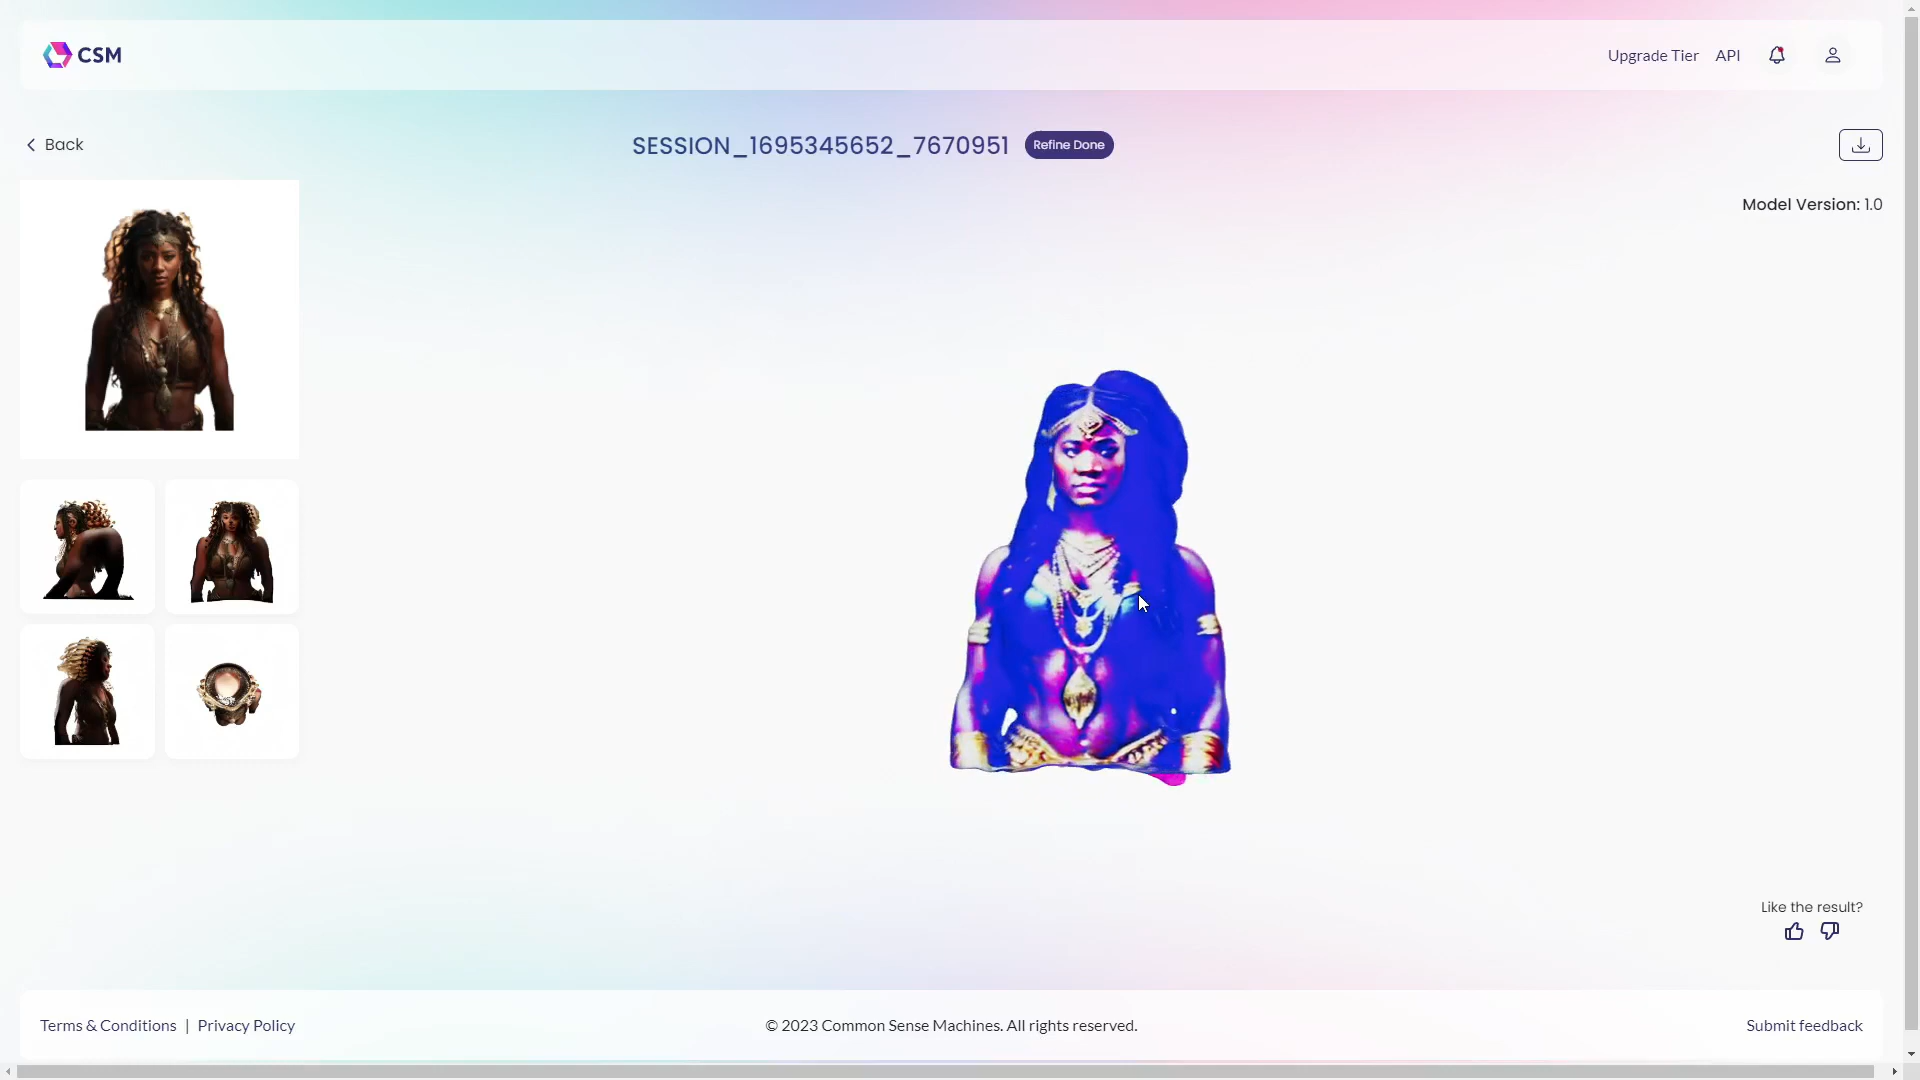 CSM
Upgrade Tier API
Back
SESSION_1695345652_7670951 Refine Done
Model Version: 1.0
Like the result?
Terms & Conditions | Privacy Policy
© 2023 Common Sense Machines. All rights reserved.
Submit feedback